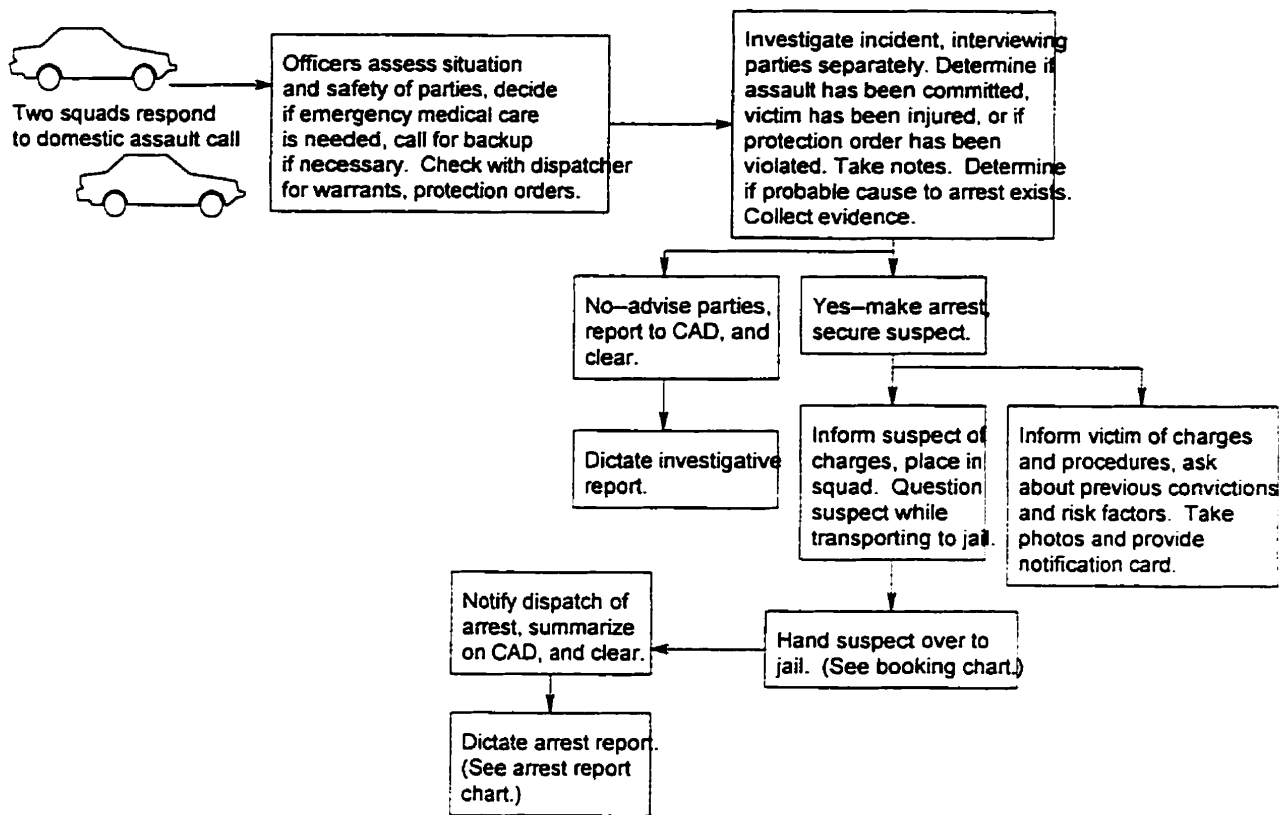 Two squads respond
to domestic assault call
Officers assess situation
and safety of parties, decide
if emergency medical care
is needed, call for backup
if necessary. Check with dispatcher
for warrants, protection orders.
Investigate incident, interviewing
parties separately. Determine if
assault has been committed,
victim has been injured, or if
protection order has been
violated. Take notes. Determine
if probable cause to arrest exists.
Collect evidence.
No–advise parties,
report to CAD, and
clear.
Yes–make arrest,
secure suspect.
Dictate investigative
report.
Inform suspect of
charges, place in
squad. Question
suspect while
transporting to jail.
Inform victim of charges
and procedures, ask
about previous convictions
and risk factors. Take
photos and provide
notification card.
Hand suspect over to
jail. (See booking chart.)
Notify dispatch of
arrest, summarize
on CAD, and clear.
Dictate arrest report.
(See arrest report
chart.)